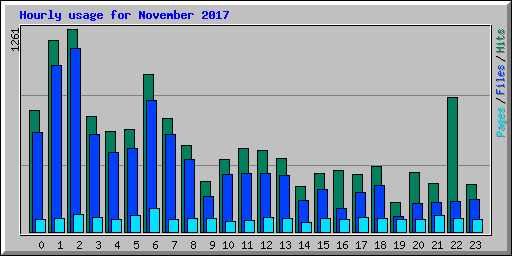 Hourly usage for November 2017
1261
Pages/Files/Hits
0 1 2 3 4 5 6 7 8 9 10 11 12 13 14 15 16 17 18 19 20 21 22 23